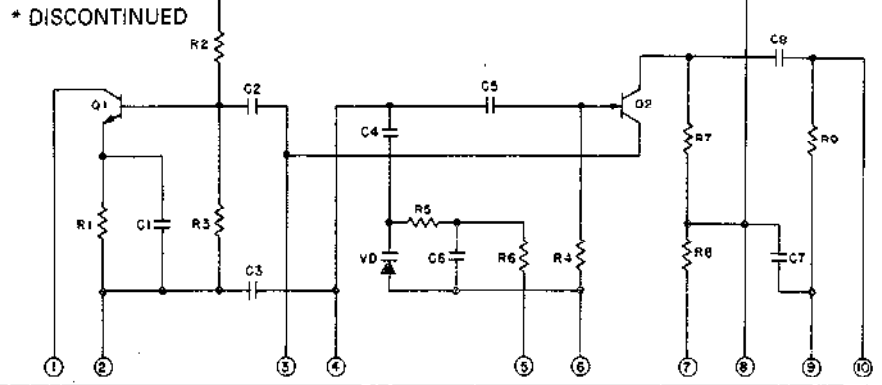 * DISCONTINUED
R2
C8
Q1
C2
C5
Q2
C4
R7
R9
R1
C1
R3
R5
VD
C6
R6
R4
R8
C7
C3
1 2 3 4 5 6 7 8 9 10